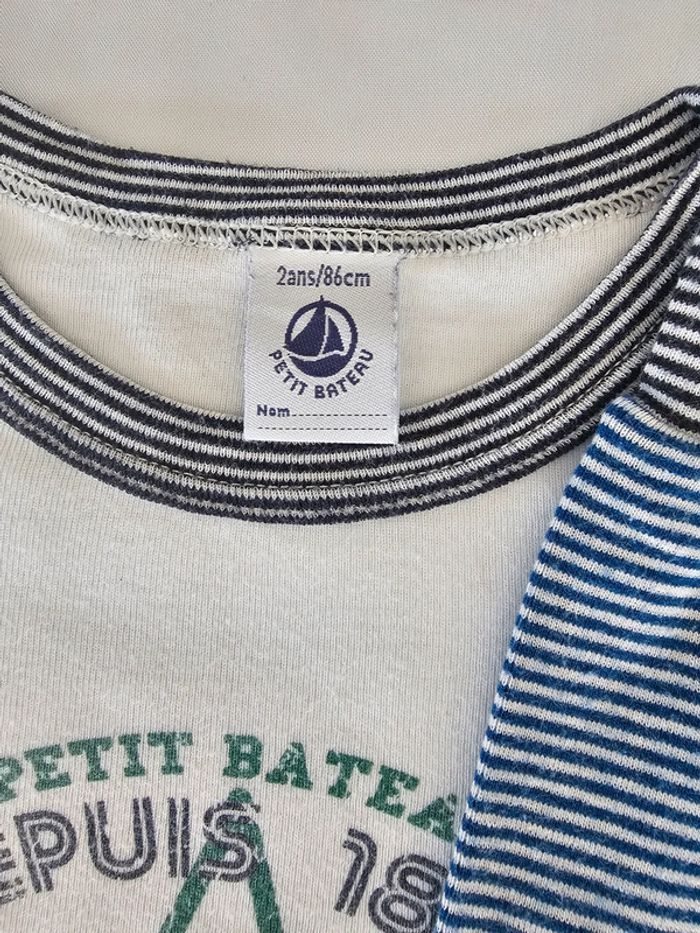 2ans/86cm
PETIT BATEAU
Nom
PETIT BATEA
EPUIS 18